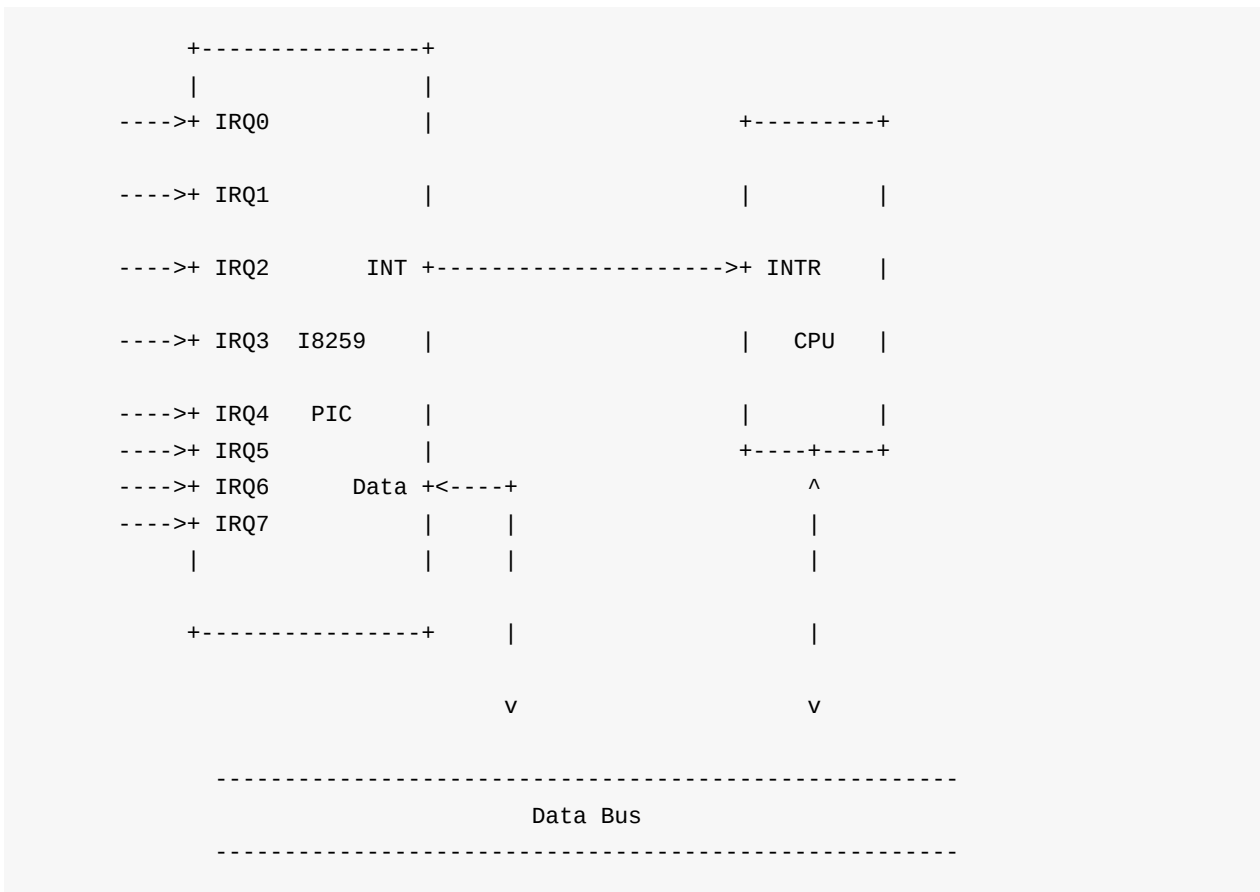 +----------------+
|                |
---->+ IRQ0           |                      +---------+
---->+ IRQ1           |                      |         |
---->+ IRQ2       INT +--------------------->+ INTR    |
---->+ IRQ3  I8259    |                      |   CPU   |
---->+ IRQ4   PIC     |                      |         |
---->+ IRQ5           |                      +----+----+
---->+ IRQ6      Data +<----+                     ^
---->+ IRQ7           |     |                     |
|                |     |                     |
+----------------+     |                     |
v                     v
------------------------------------------------------
Data Bus
------------------------------------------------------